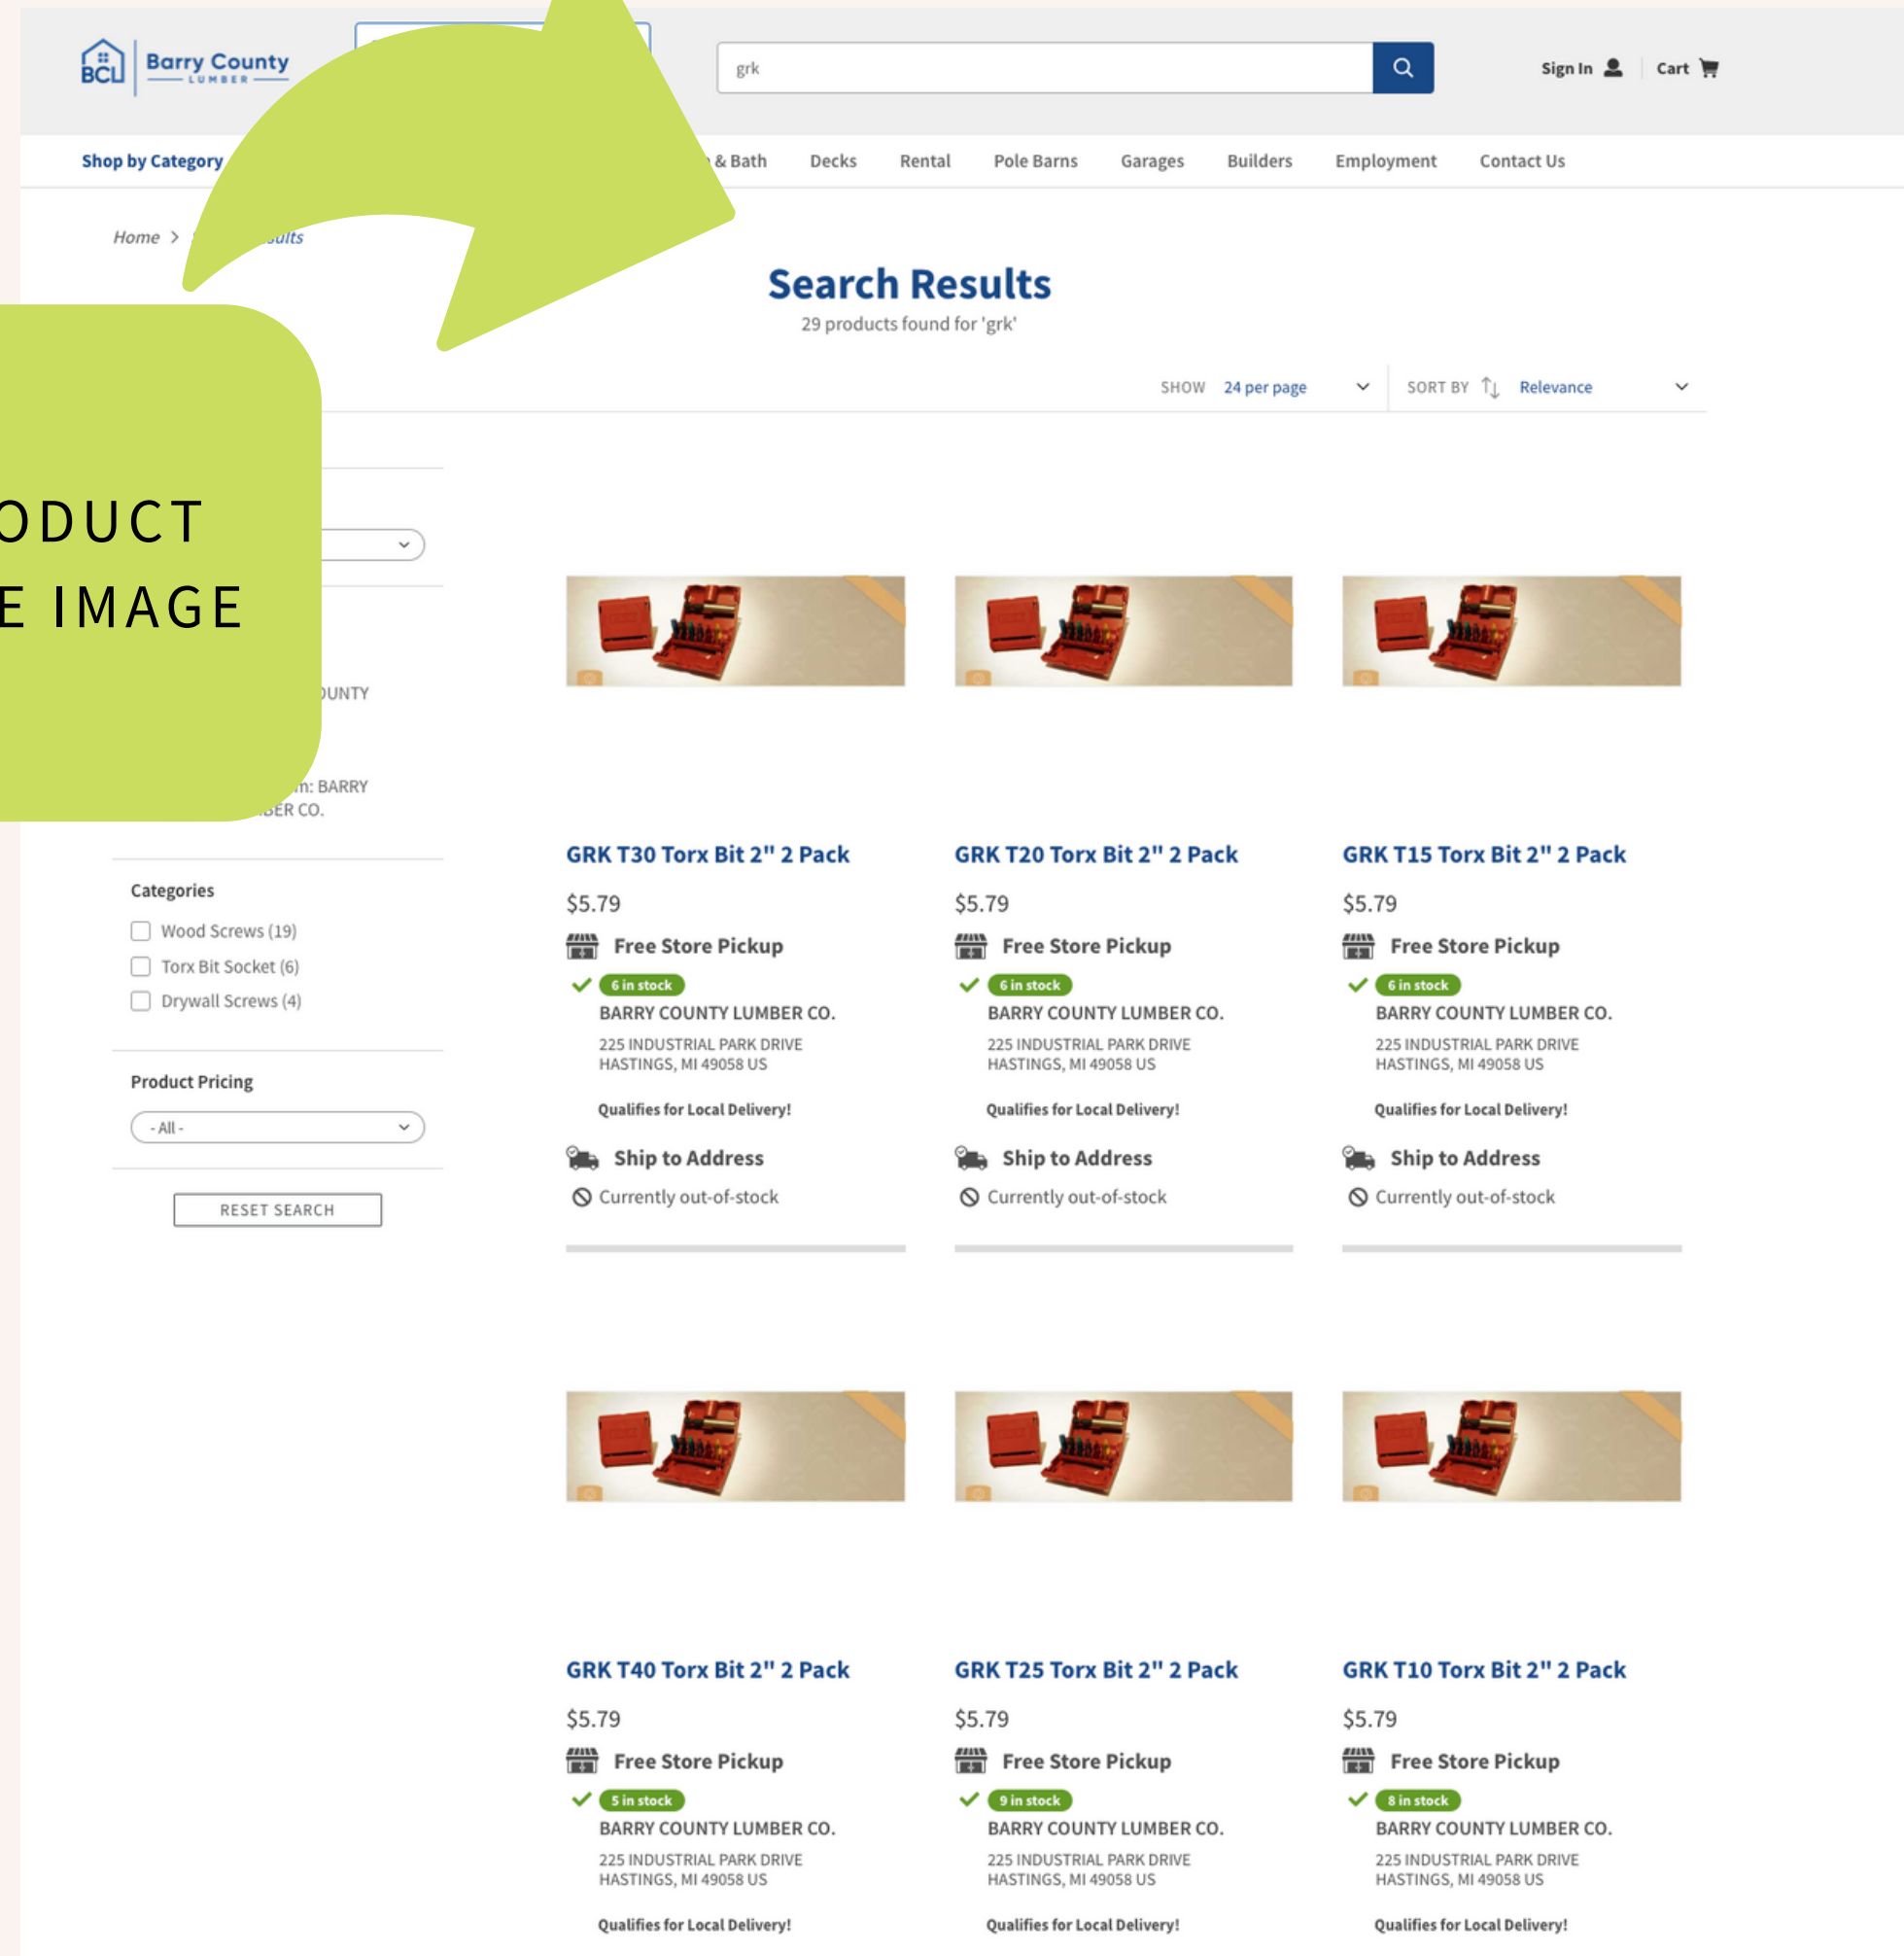 BCL Barry County
LUMBER
grk
Sign In
Cart
Shop by Category
& Bath
Decks
Rental
Pole Barns
Garages
Builders
Employment
Contact Us
Home >
Search Results
29 products found for 'grk'
SHOW 24 per page
SORT BY Relevance
ODUCT
E IMAGE
BARRY
CO.
Categories
Wood Screws (19)
Torx Bit Socket (6)
Drywall Screws (4)
Product Pricing
- All -
RESET SEARCH
GRK T30 Torx Bit 2" 2 Pack
$5.79
Free Store Pickup
6 in stock
BARRY COUNTY LUMBER CO.
225 INDUSTRIAL PARK DRIVE
HASTINGS, MI 49058 US
Qualifies for Local Delivery!
Ship to Address
Currently out-of-stock
GRK T20 Torx Bit 2" 2 Pack
$5.79
Free Store Pickup
6 in stock
BARRY COUNTY LUMBER CO.
225 INDUSTRIAL PARK DRIVE
HASTINGS, MI 49058 US
Qualifies for Local Delivery!
Ship to Address
Currently out-of-stock
GRK T15 Torx Bit 2" 2 Pack
$5.79
Free Store Pickup
6 in stock
BARRY COUNTY LUMBER CO.
225 INDUSTRIAL PARK DRIVE
HASTINGS, MI 49058 US
Qualifies for Local Delivery!
Ship to Address
Currently out-of-stock
GRK T40 Torx Bit 2" 2 Pack
$5.79
Free Store Pickup
5 in stock
BARRY COUNTY LUMBER CO.
225 INDUSTRIAL PARK DRIVE
HASTINGS, MI 49058 US
Qualifies for Local Delivery!
GRK T25 Torx Bit 2" 2 Pack
$5.79
Free Store Pickup
9 in stock
BARRY COUNTY LUMBER CO.
225 INDUSTRIAL PARK DRIVE
HASTINGS, MI 49058 US
Qualifies for Local Delivery!
GRK T10 Torx Bit 2" 2 Pack
$5.79
Free Store Pickup
8 in stock
BARRY COUNTY LUMBER CO.
225 INDUSTRIAL PARK DRIVE
HASTINGS, MI 49058 US
Qualifies for Local Delivery!